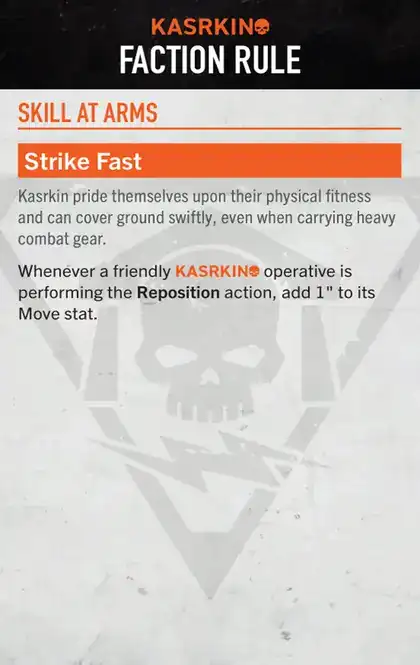 KASRKIN
FACTION RULE
SKILL AT ARMS
Strike Fast
Kasrkin pride themselves upon their physical fitness
and can cover ground swiftly, even when carrying heavy
combat gear.
Whenever a friendly KASRKIN operative is
performing the Reposition action, add 1" to its
Move stat.